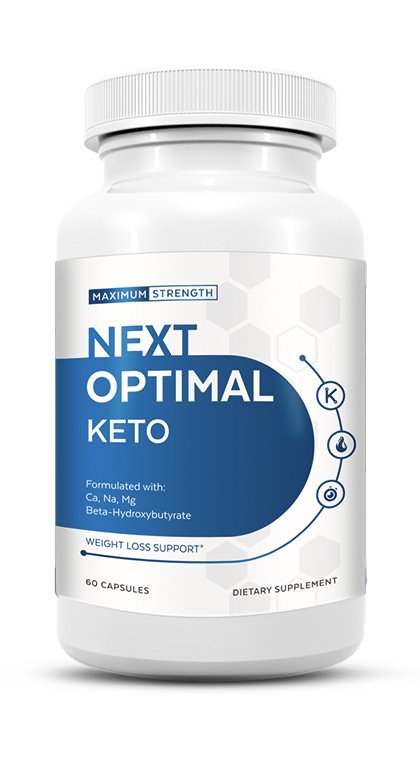 MAXIMUM STRENGTH
NEXT
OPTIMAL
KETO
Formulated with:
Ca, Na, Mg
Beta-Hydroxybutyrate
WEIGHT LOSS SUPPORT*
60 CAPSULES
DIETARY SUPPLEMENT
K